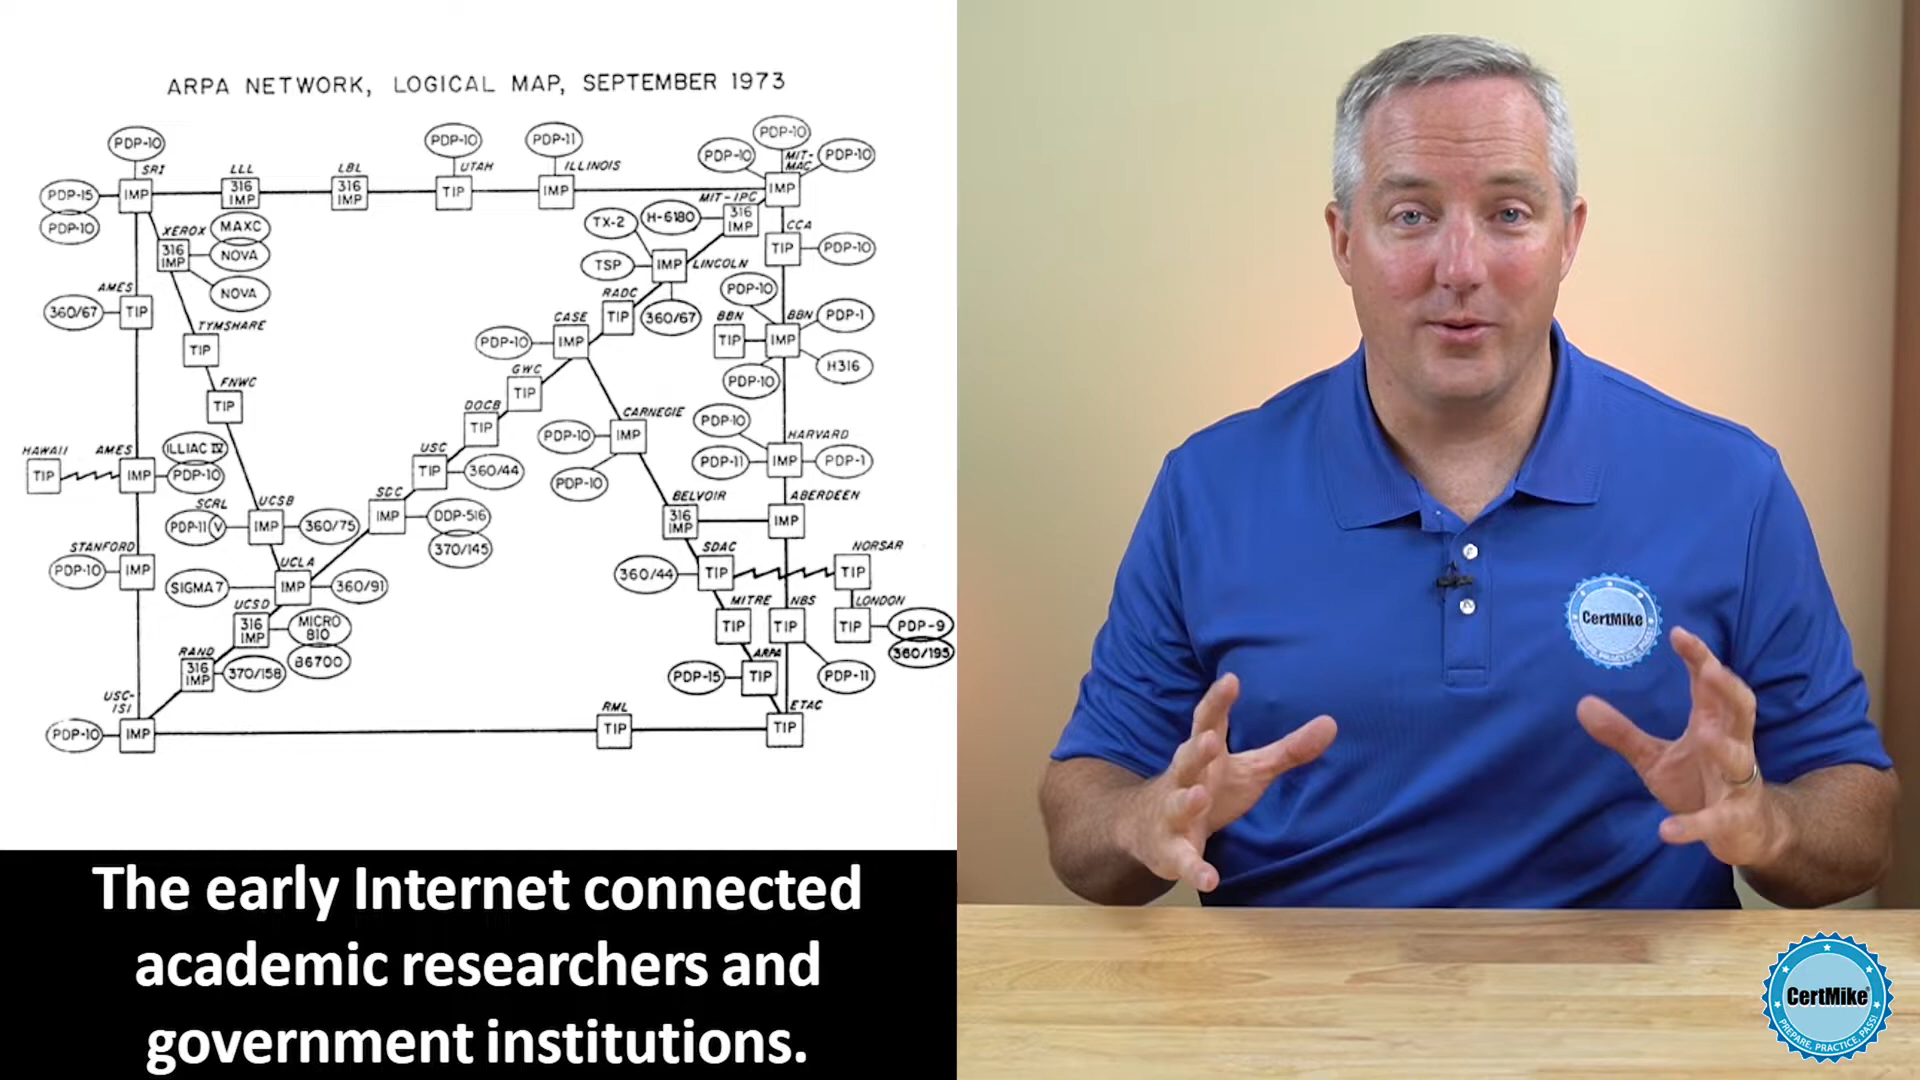 ARPA NETWORK, LOGICAL MAP, SEPTEMBER 1973
PDP-10
PDP-10
PDP-11
PDP-10
PDP-10
MIT-
MAC
PDP-10
SRI
LLL
LBL
UTAH
ILLINOIS
PDP-15
IMP
316
IMP
316
IMP
TIP
IMP
IMP
PDP-10
MIT-IPC
316
IMP
H-6180
TX-2
XEROX
316
IMP
MAXC
NOVA
NOVA
CCA
TIP
PDP-10
TSP
IMP
LINCOLN
360/67
AMES
360/67
TIP
RADC
TIP
PDP-10
BBN
TIP
BBN
IMP
PDP-1
H316
PDP-10
TYMSHARE
TIP
CASE
PDP-10
IMP
GWC
TIP
FNWC
TIP
DOCB
TIP
CARNEGIE
PDP-10
IMP
PDP-10
PDP-10
HARVARD
PDP-11
IMP
PDP-1
HAWAII
TIP
AMES
IMP
ILLIAC IV
PDP-10
USC
TIP
360/44
SCRL
PDP-11
V
UCSB
IMP
360/75
SDC
IMP
DDP-516
370/145
BELVOIR
316
IMP
ABERDEEN
IMP
STANFORD
PDP-10
IMP
UCLA
SIGMA 7
IMP
360/91
SDAC
360/44
TIP
NORSAR
TIP
UCSD
316
IMP
MICRO
810
B6700
MITRE
TIP
NBS
TIP
LONDON
TIP
PDP-9
360/195
RAND
316
IMP
370/158
ARPA
PDP-15
TIP
PDP-11
USC-
ISI
PDP-10
IMP
RML
TIP
ETAC
TIP
The early Internet connected
academic researchers and
government institutions.
CertMike
PREPARE, PRACTICE, PASS!
CertMike
PREPARE, PRACTICE, PASS!